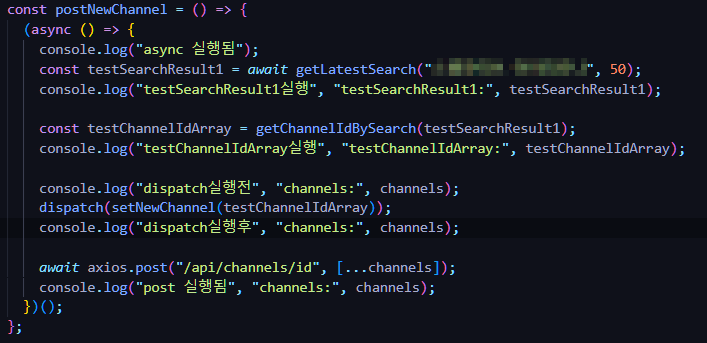 const postNewChannel = () => {
(async () => {
console.log("async 실행됨");
const testSearchResult1 = await getLatestSearch("", 50);
console.log("testSearchResult1실행", "testSearchResult1:", testSearchResult1);
const testChannelIdArray = getChannelIdBySearch(testSearchResult1);
console.log("testChannelIdArray실행", "testChannelIdArray:", testChannelIdArray);
console.log("dispatch실행전", "channels:", channels);
dispatch(setNewChannel(testChannelIdArray));
console.log("dispatch실행후", "channels:", channels);
await axios.post("/api/channels/id", [...channels]);
console.log("post 실행됨", "channels:", channels);
})();
};